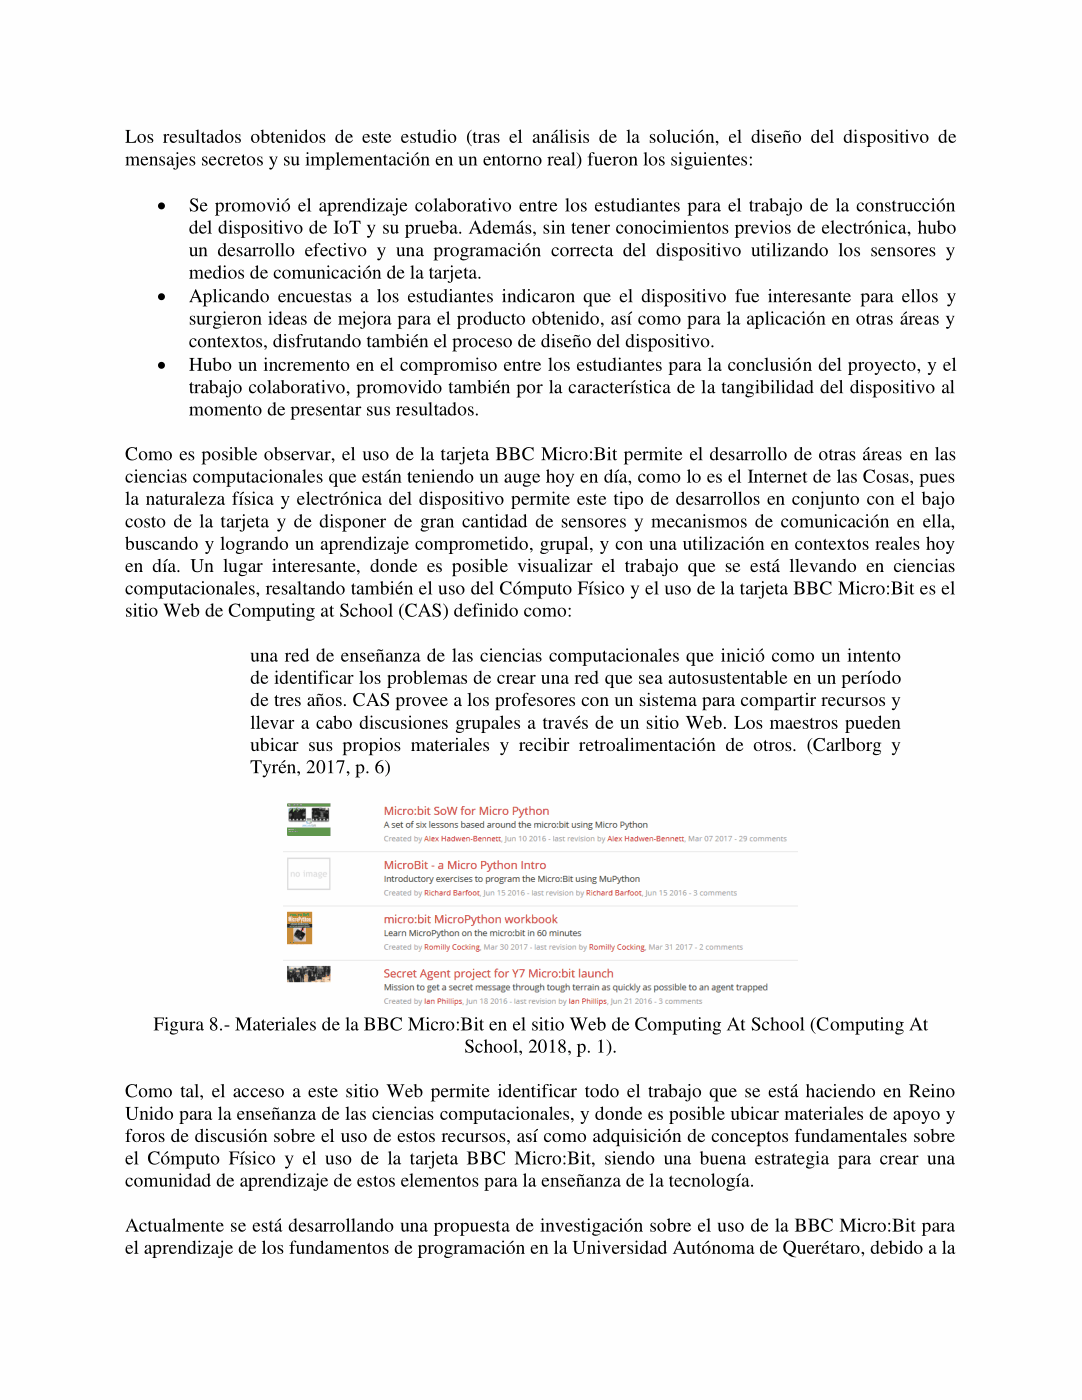 Los resultados obtenidos de este estudio (tras el análisis de la solución, el diseño del dispositivo de
mensajes secretos y su implementación en un entorno real) fueron los siguientes:
• Se promovió el aprendizaje colaborativo entre los estudiantes para el trabajo de la construcción
del dispositivo de IoT y su prueba. Además, sin tener conocimientos previos de electrónica, hubo
un desarrollo efectivo y una programación correcta del dispositivo utilizando los sensores y
medios de comunicación de la tarjeta.
• Aplicando encuestas a los estudiantes indicaron que el dispositivo fue interesante para ellos y
surgieron ideas de mejora para el producto obtenido, así como para la aplicación en otras áreas y
contextos, disfrutando también el proceso de diseño del dispositivo.
• Hubo un incremento en el compromiso entre los estudiantes para la conclusión del proyecto, y el
trabajo colaborativo, promovido también por la característica de la tangibilidad del dispositivo al
momento de presentar sus resultados.
Como es posible observar, el uso de la tarjeta BBC Micro:Bit permite el desarrollo de otras áreas en las
ciencias computacionales que están teniendo un auge hoy en día, como lo es el Internet de las Cosas, pues
la naturaleza física y electrónica del dispositivo permite este tipo de desarrollos en conjunto con el bajo
costo de la tarjeta y de disponer de gran cantidad de sensores y mecanismos de comunicación en ella,
buscando y logrando un aprendizaje comprometido, grupal, y con una utilización en contextos reales hoy
en día. Un lugar interesante, donde es posible visualizar el trabajo que se está llevando en ciencias
computacionales, resaltando también el uso del Cómputo Físico y el uso de la tarjeta BBC Micro:Bit es el
sitio Web de Computing at School (CAS) definido como:
una red de enseñanza de las ciencias computacionales que inició como un intento
de identificar los problemas de crear una red que sea autosustentable en un período
de tres años. CAS provee a los profesores con un sistema para compartir recursos y
llevar a cabo discusiones grupales a través de un sitio Web. Los maestros pueden
ubicar sus propios materiales y recibir retroalimentación de otros. (Carlborg y
Tyrén, 2017, p. 6)
Micro:bit SoW for Micro Python
A set of six lessons based around the micro:bit using Micro Python
Created by Alex Hadwen-Bennett, Jun 10 2016 - last revision by Alex Hadwen-Bennett, Mar 07 2017 - 29 comments
no image
MicroBit - a Micro Python Intro
Introductory exercises to program the Micro:Bit using MuPython
Created by Richard Barfoot, Jun 15 2016 - last revision by Richard Barfoot, Jun 15 2016 - 3 comments
MicroPython
micro:bit MicroPython workbook
Learn MicroPython on the micro:bit in 60 minutes
Created by Romilly Cocking, Mar 30 2017 - last revision by Romilly Cocking, Mar 31 2017 - 2 comments
Secret Agent project for Y7 Micro:bit launch
Mission to get a secret message through tough terrain as quickly as possible to an agent trapped
Created by Ian Phillips, Jun 18 2016 - last revision by Ian Phillips, Jun 21 2016 - 3 comments
Figura 8.- Materiales de la BBC Micro:Bit en el sitio Web de Computing At School (Computing At
School, 2018, p. 1).
Como tal, el acceso a este sitio Web permite identificar todo el trabajo que se está haciendo en Reino
Unido para la enseñanza de las ciencias computacionales, y donde es posible ubicar materiales de apoyo y
foros de discusión sobre el uso de estos recursos, así como adquisición de conceptos fundamentales sobre
el Cómputo Físico y el uso de la tarjeta BBC Micro:Bit, siendo una buena estrategia para crear una
comunidad de aprendizaje de estos elementos para la enseñanza de la tecnología.
Actualmente se está desarrollando una propuesta de investigación sobre el uso de la BBC Micro:Bit para
el aprendizaje de los fundamentos de programación en la Universidad Autónoma de Querétaro, debido a la